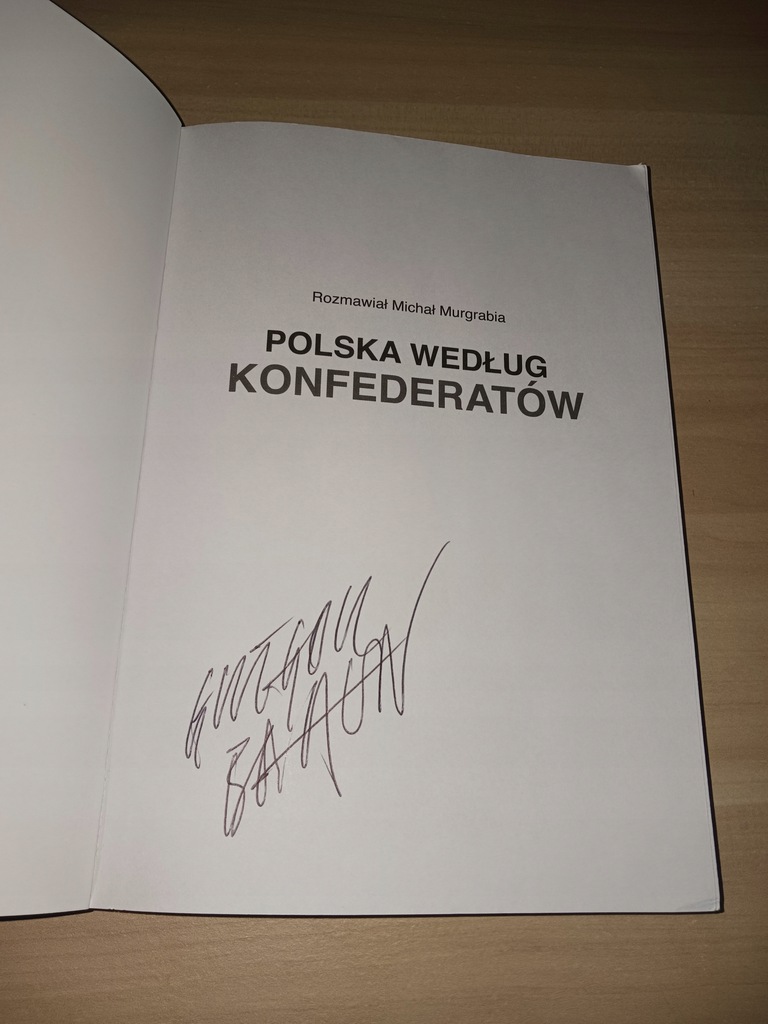 Rozmawiał Michał Murgrabia
POLSKA WEDŁUG
KONFEDERATÓW